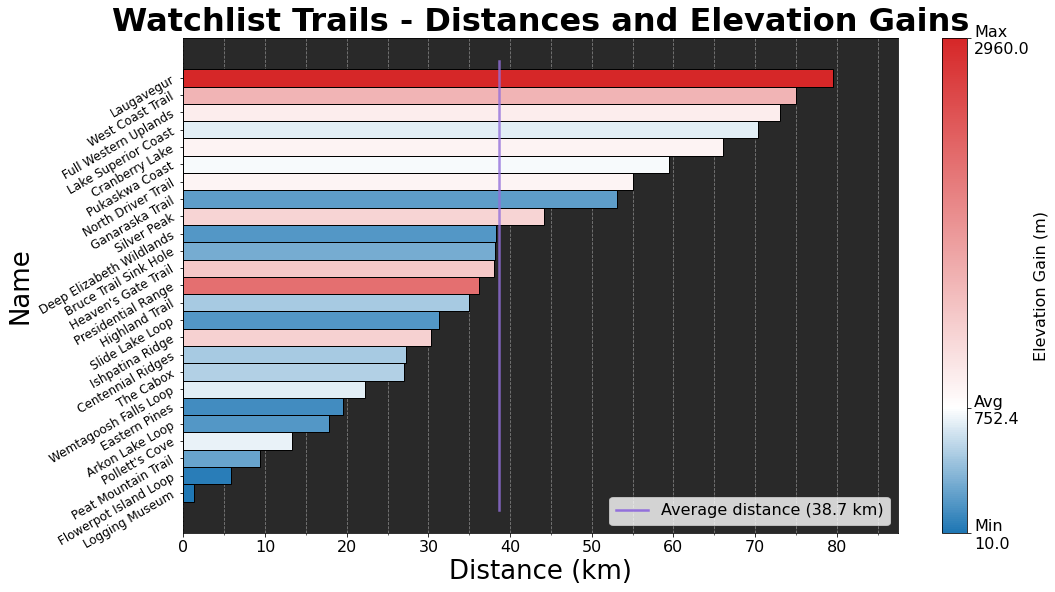 Watchlist Trails - Distances and Elevation Gains
Name
Laugavegur
West Coast Trail
Full Western Uplands
Lake Superior Coast
Cranberry Lake
Pukaskwa Coast
North Driver Trail
Ganaraska Trail
Silver Peak
Deep Elizabeth Wildlands
Bruce Trail Sink Hole
Heaven's Gate Trail
Presidential Range
Highland Trail
Slide Lake Loop
Ishpatina Ridge
Centennial Ridges
The Cabox
Wemtagoosh Falls Loop
Eastern Pines
Arkon Lake Loop
Pollett's Cove
Peat Mountain Trail
Flowerpot Island Loop
Logging Museum
Average distance (38.7 km)
0 10 20 30 40 50 60 70 80
Distance (km)
Max
2960.0
Avg
752.4
Min
10.0
Elevation Gain (m)